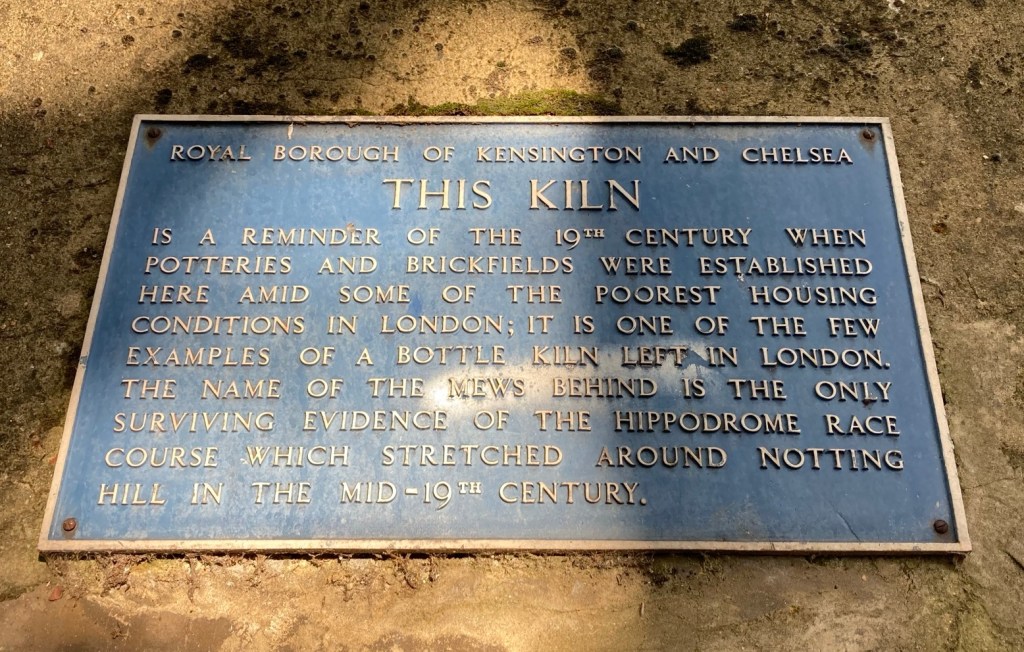 ROYAL BOROUGH OF KENSINGTON AND CHELSEA
THIS KILN
IS A REMINDER OF THE 19TH CENTURY WHEN
POTTERIES AND BRICKFIELDS WERE ESTABLISHED
HERE AMID SOME OF THE POOREST HOUSING
CONDITIONS IN LONDON; IT IS ONE OF THE FEW
EXAMPLES OF A BOTTLE KILN LEFT IN LONDON.
THE NAME OF THE MEWS BEHIND IS THE ONLY
SURVIVING EVIDENCE OF THE HIPPODROME RACE
COURSE WHICH STRETCHED AROUND NOTTING
HILL IN THE MID-19TH CENTURY.